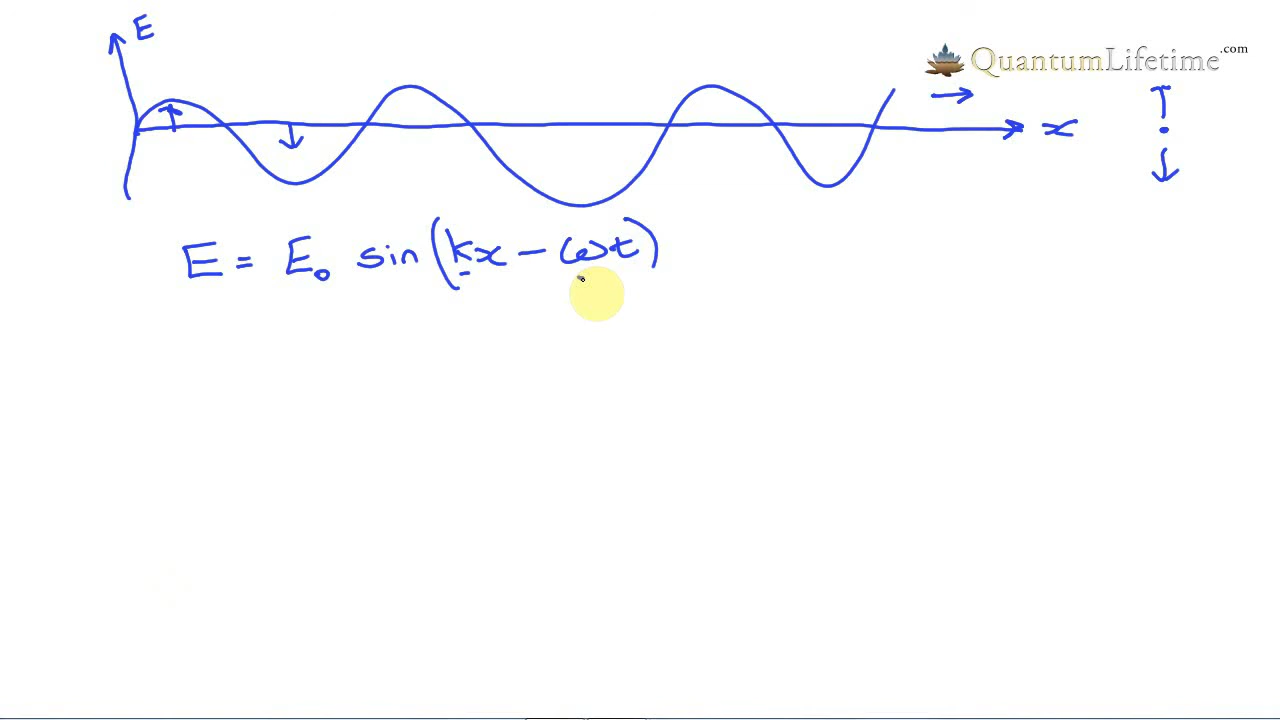 E
QuantumLifetime.com
x
E = E₀ sin(kx - ωt)